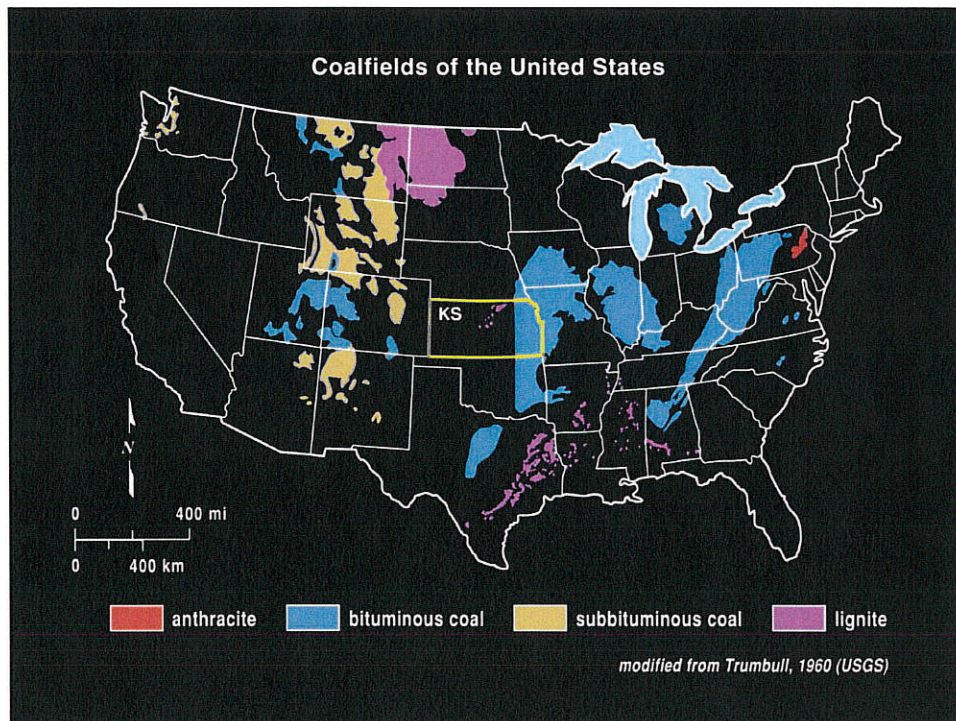 Coalfields of the United States
KS
N
0 400 mi
0 400 km
anthracite bituminous coal subbituminous coal lignite
modified from Trumbull, 1960 (USGS)